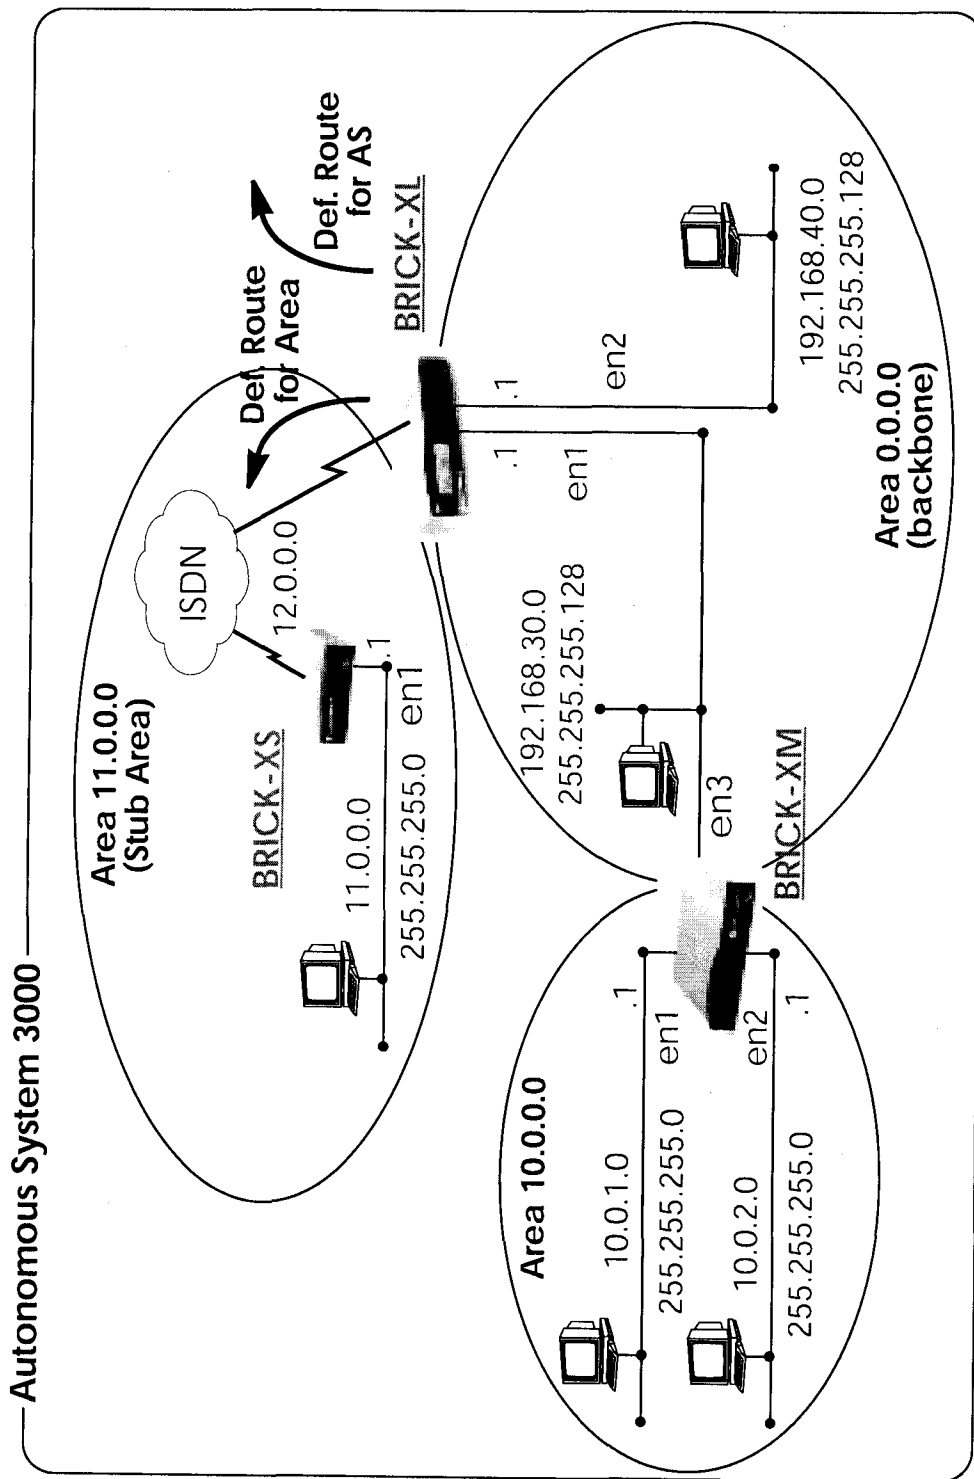 Autonomous System 3000
Area 11.0.0.0
(Stub Area)
ISDN
12.0.0.0
BRICK-XS
11.0.0.0
255.255.255.0
en1
.1
Def. Route
for Area
Def. Route
for AS
BRICK-XL
.1
en1
.1
en2
192.168.30.0
255.255.255.128
192.168.40.0
255.255.255.128
Area 0.0.0.0
(backbone)
en3
BRICK-XM
Area 10.0.0.0
10.0.1.0
255.255.255.0
.1
en1
10.0.2.0
255.255.255.0
en2
.1